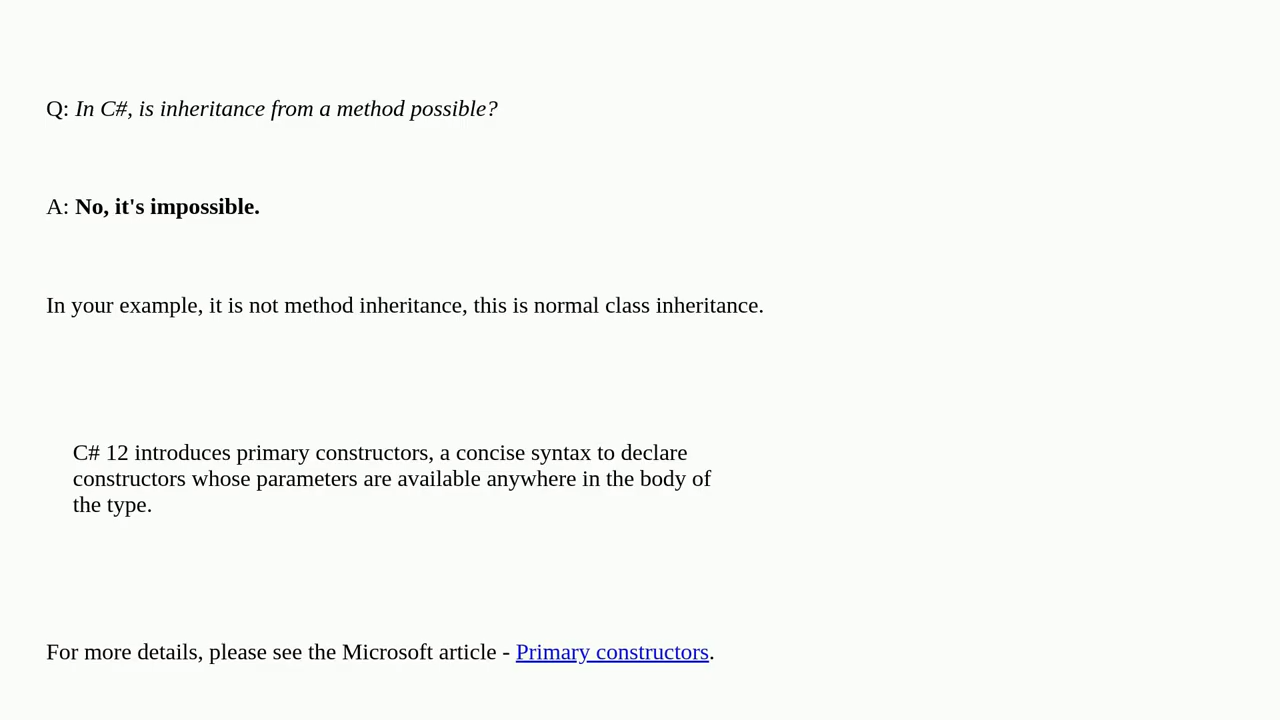 Q: In C#, is inheritance from a method possible?
A: No, it's impossible.
In your example, it is not method inheritance, this is normal class inheritance.
C# 12 introduces primary constructors, a concise syntax to declare
constructors whose parameters are available anywhere in the body of
the type.
For more details, please see the Microsoft article - Primary constructors.